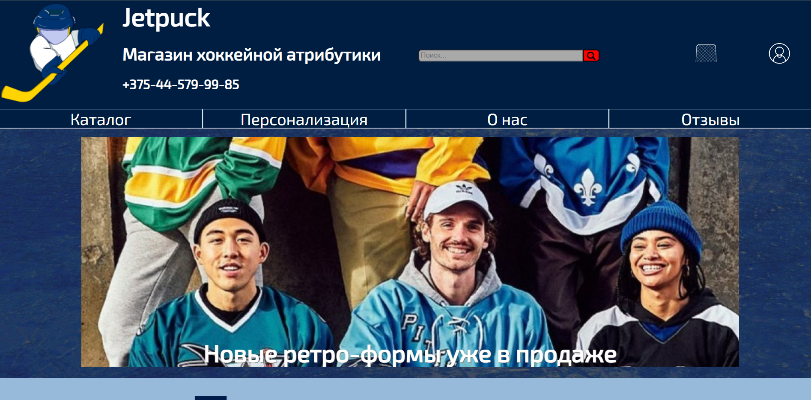 Jetpuck
Магазин хоккейной атрибутики
Поиск...
+375-44-579-99-85
Каталог
Персонализация
О нас
Отзывы
PIT
Новые ретро-формы уже в продаже